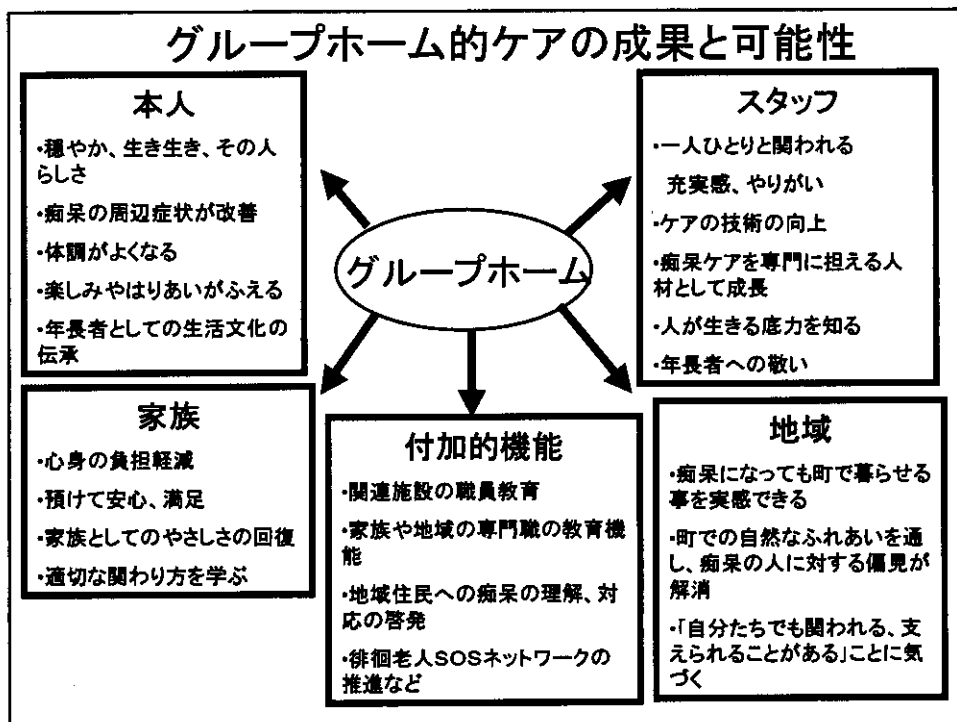 グループホーム的ケアの成果と可能性
本人
・穏やか、生き生き、その人
らしさ
・痴呆の周辺症状が改善
・体調がよくなる
・楽しみやはりあいがふえる
・年長者としての生活文化の
伝承
スタッフ
・一人ひとりと関われる
充実感、やりがい
・ケアの技術の向上
・痴呆ケアを専門に担える人
材として成長
・人が生きる底力を知る
・年長者への敬い
グループホーム
家族
・心身の負担軽減
・預けて安心、満足
・家族としてのやさしさの回復
・適切な関わり方を学ぶ
付加的機能
・関連施設の職員教育
・家族や地域の専門職の教育機
能
・地域住民への痴呆の理解、対
応の啓発
・徘徊老人SOSネットワークの
推進など
地域
・痴呆になっても町で暮らせる
事を実感できる
・町での自然なふれあいを通
し、痴呆の人に対する偏見が
解消
・「自分たちでも関われる、支
えられることがある」ことに気
づく